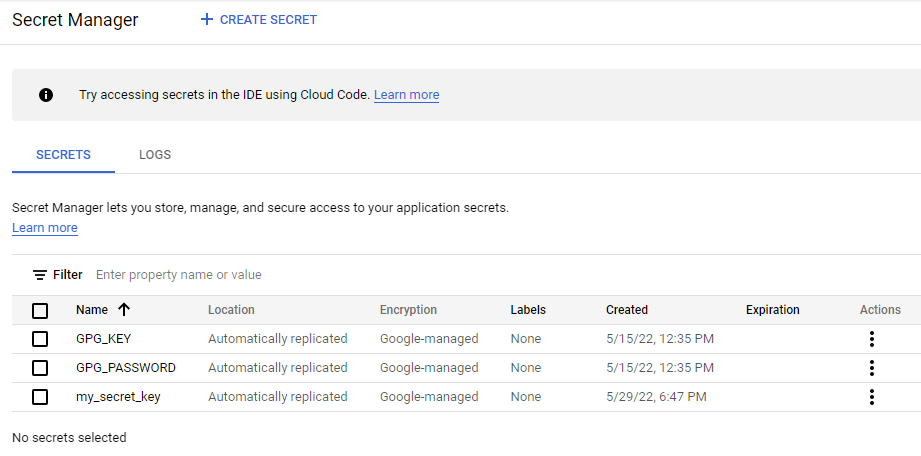 Secret Manager CREATE SECRET
Try accessing secrets in the IDE using Cloud Code. Learn more
SECRETS LOGS
Secret Manager lets you store, manage, and secure access to your application secrets.
Learn more
Filter Enter property name or value
Name Location Encryption Labels Created Expiration Actions
GPG_KEY Automatically replicated Google-managed None 5/15/22, 12:35 PM
GPG_PASSWORD Automatically replicated Google-managed None 5/15/22, 12:35 PM
my_secret_key Automatically replicated Google-managed None 5/29/22, 6:47 PM
No secrets selected